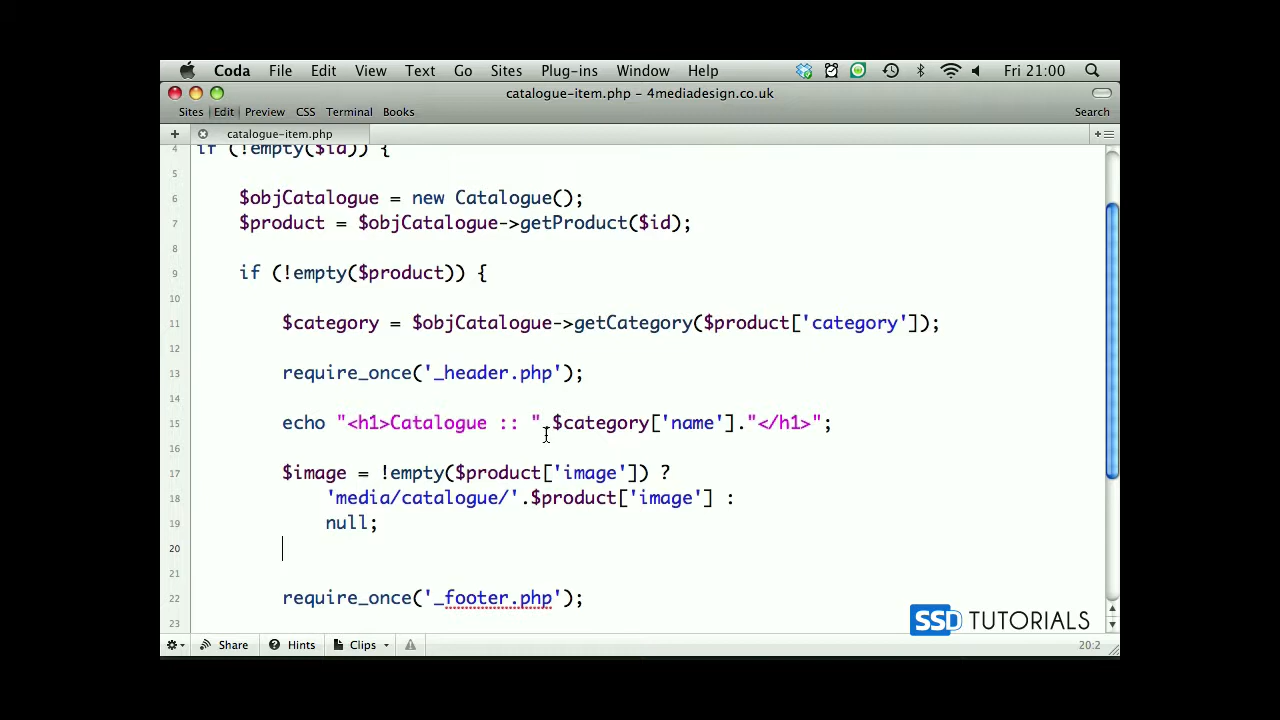 Coda File Edit View Text Go Sites Plug-ins Window Help Fri 21:00
catalogue-item.php - 4mediadesign.co.uk
Sites Edit Preview CSS Terminal Books Search
catalogue-item.php
4 if (!empty($id)) {
5
6 $objCatalogue = new Catalogue();
7 $product = $objCatalogue->getProduct($id);
8
9 if (!empty($product)) {
10
11 $category = $objCatalogue->getCategory($product['category']);
12
13 require_once('_header.php');
14
15 echo "<h1>Catalogue :: ".$category['name']."</h1>";
16
17 $image = !empty($product['image']) ?
18 'media/catalogue/'.$product['image'] :
19 null;
20
21
22 require_once('_footer.php');
23
SSD TUTORIALS
Share Hints Clips 20:2